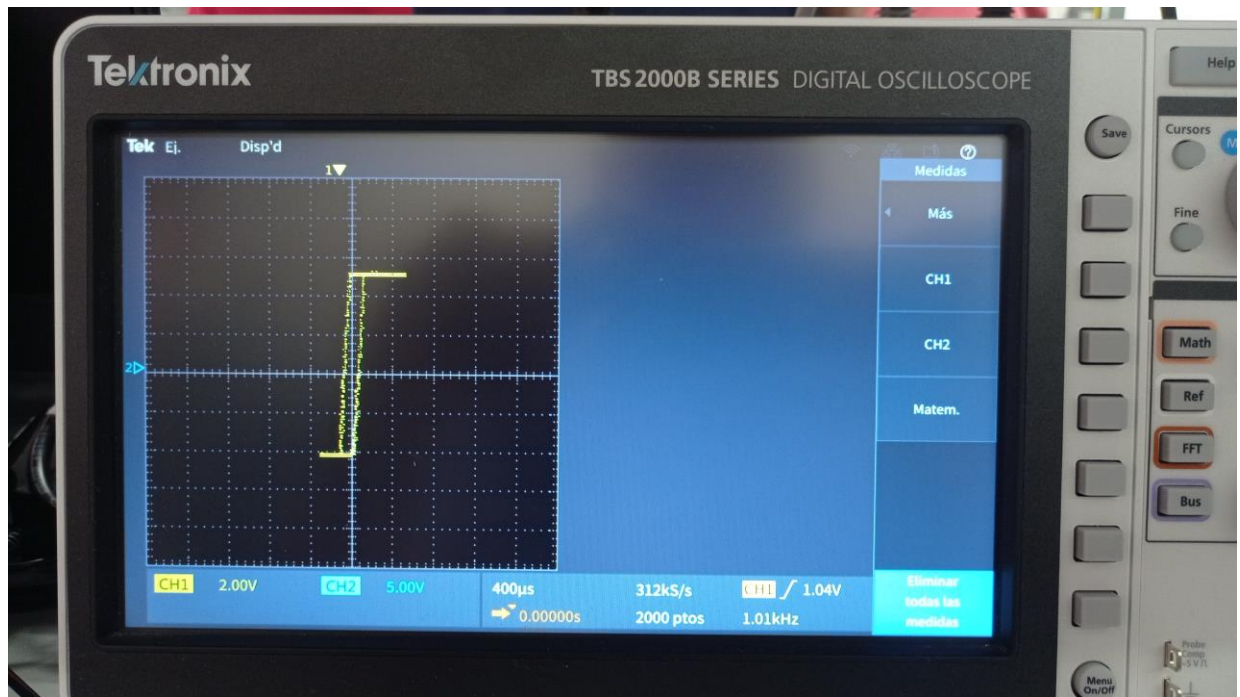 Tektronix
TBS 2000B SERIES DIGITAL OSCILLOSCOPE
Help
Save
Cursors
M
Fine
Tek Ej. Disp'd
1
2
Medidas
Más
CH1
CH2
Matem.
Eliminar
todas las
medidas
CH1 2.00V CH2 5.00V
400µs 312kS/s CH1 1.04V
0.00000s 2000 ptos 1.01kHz
Math
Ref
FFT
Bus
Menu
On/Off
Probe
Comp